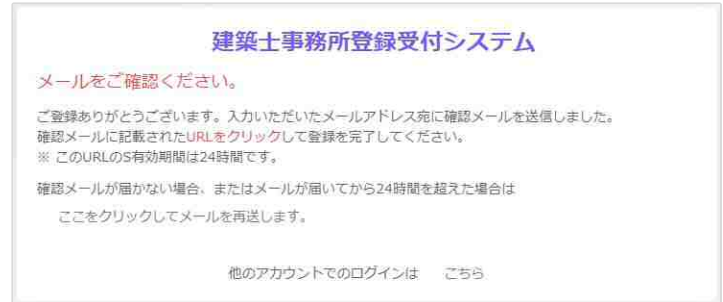 建築士事務所登録受付システム
メールをご確認ください。
ご登録ありがとうございます。入力いただいたメールアドレス宛に確認メールを送信しました。
確認メールに記載されたURLをクリックして登録を完了してください。
※ このURLのS有効期間は24時間です。
確認メールが届かない場合、またはメールが届いてから24時間を超えた場合は
ここをクリックしてメールを再送します。
他のアカウントでのログインは こちら